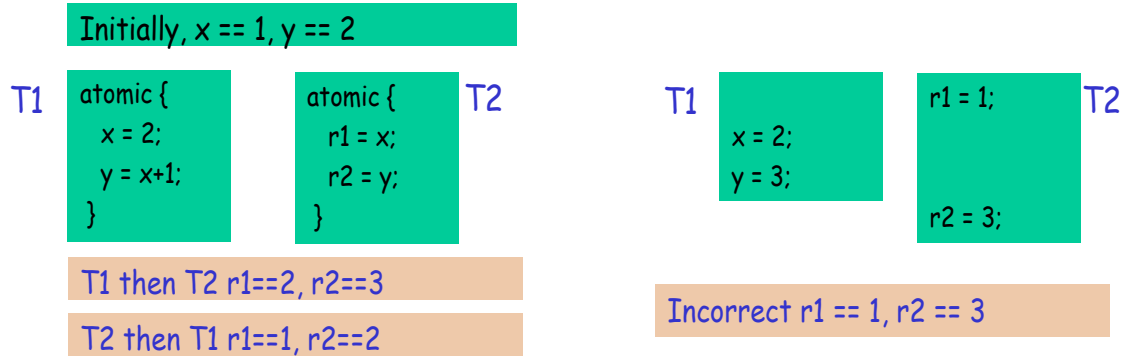 Initially, x == 1, y == 2
T1
atomic {
x = 2;
y = x+1;
}
atomic {
r1 = x;
r2 = y;
}
T2
T1 then T2 r1==2, r2==3
T2 then T1 r1==1, r2==2
T1
x = 2;
y = 3;
r1 = 1;
r2 = 3;
T2
Incorrect r1 == 1, r2 == 3